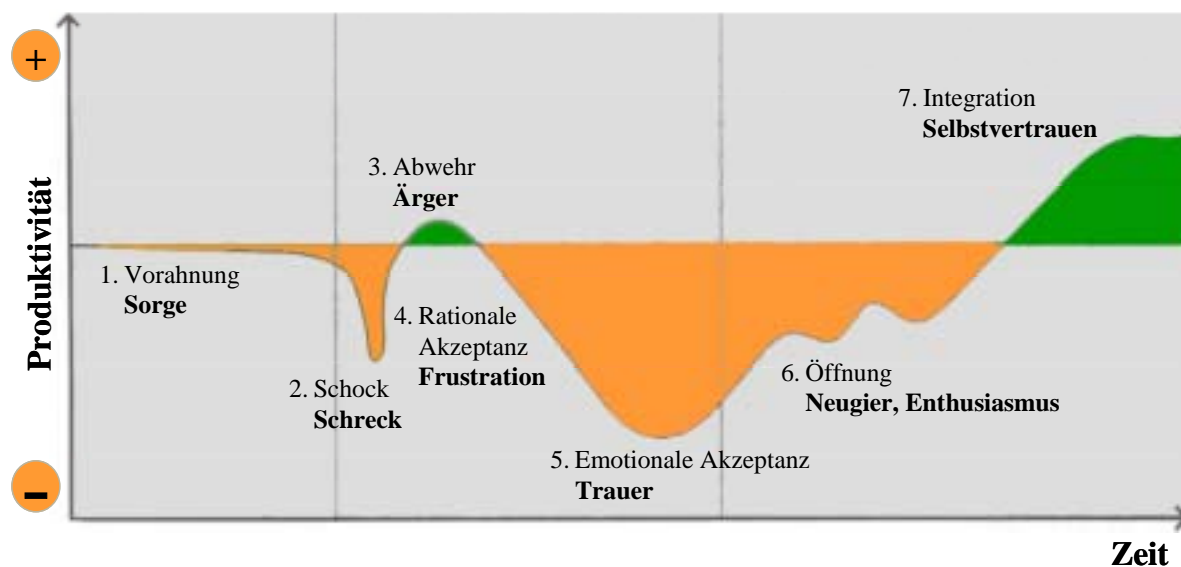 +
7. Integration
Selbstvertrauen
3. Abwehr
Ärger
Produktivität
1. Vorahnung
Sorge
4. Rationale
Akzeptanz
Frustration
2. Schock
Schreck
6. Öffnung
Neugier, Enthusiasmus
5. Emotionale Akzeptanz
Trauer
-
Zeit